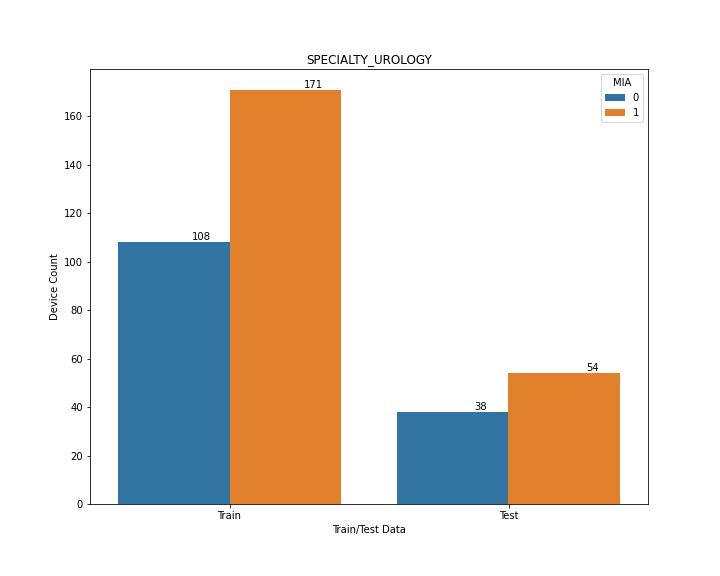 SPECIALTY_UROLOGY
MIA
0
1
171
108
54
38
160
140
120
100
80
60
40
20
0
Device Count
Train
Test
Train/Test Data